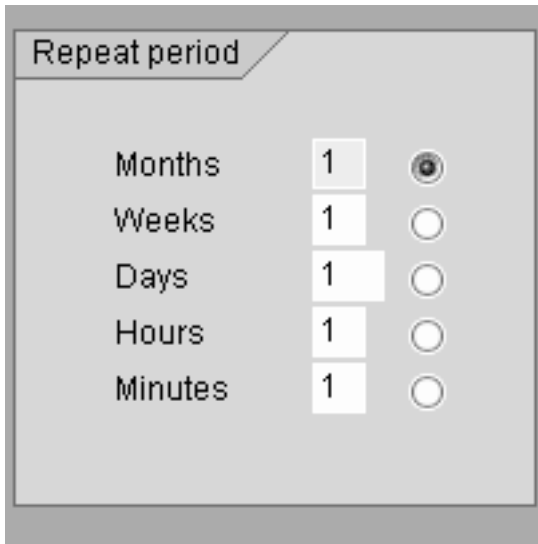 Repeat period
Months 1
Weeks 1
Days 1
Hours 1
Minutes 1